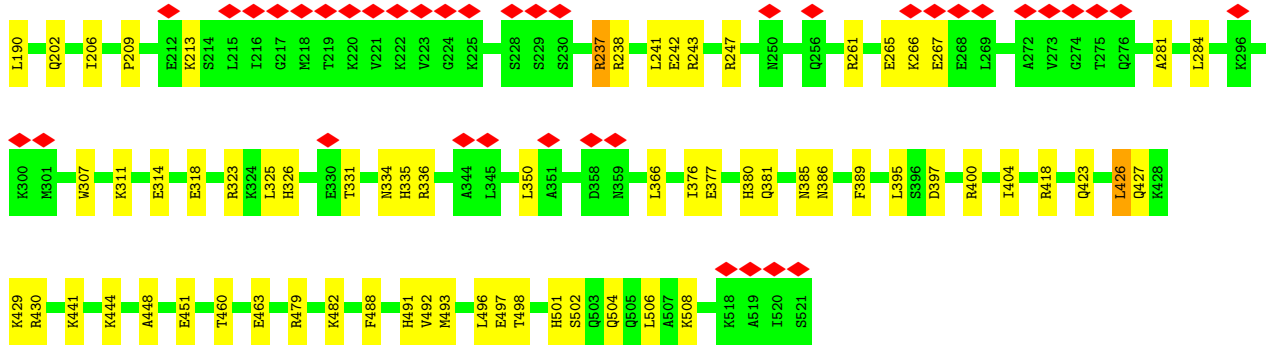 L190 Q202 I206 P209 E212 K213 S214 L215 I216 G217 M218 T219 K220 V221 K222 V223 G224 K225 S228 S229 S230 R237 R238 L241 E242 R243 R247 N250 Q256 R261 E265 K266 E267 E268 L269 A272 V273 G274 T275 Q276 A281 L284 K296
K300 M301 W307 K311 E314 E318 R323 K324 L325 H326 E330 T331 N334 H335 R336 A344 L345 L350 A351 D358 N359 L366 I376 E377 H380 Q381 N385 N386 F389 L395 S396 D397 R400 I404 R418 Q423 L426 Q427 K428
K429 R430 K441 K444 A448 E451 T460 E463 R479 K482 F488 H491 V492 M493 L496 E497 T498 H501 S502 Q503 Q504 Q505 L506 A507 K508 K518 A519 I520 S521